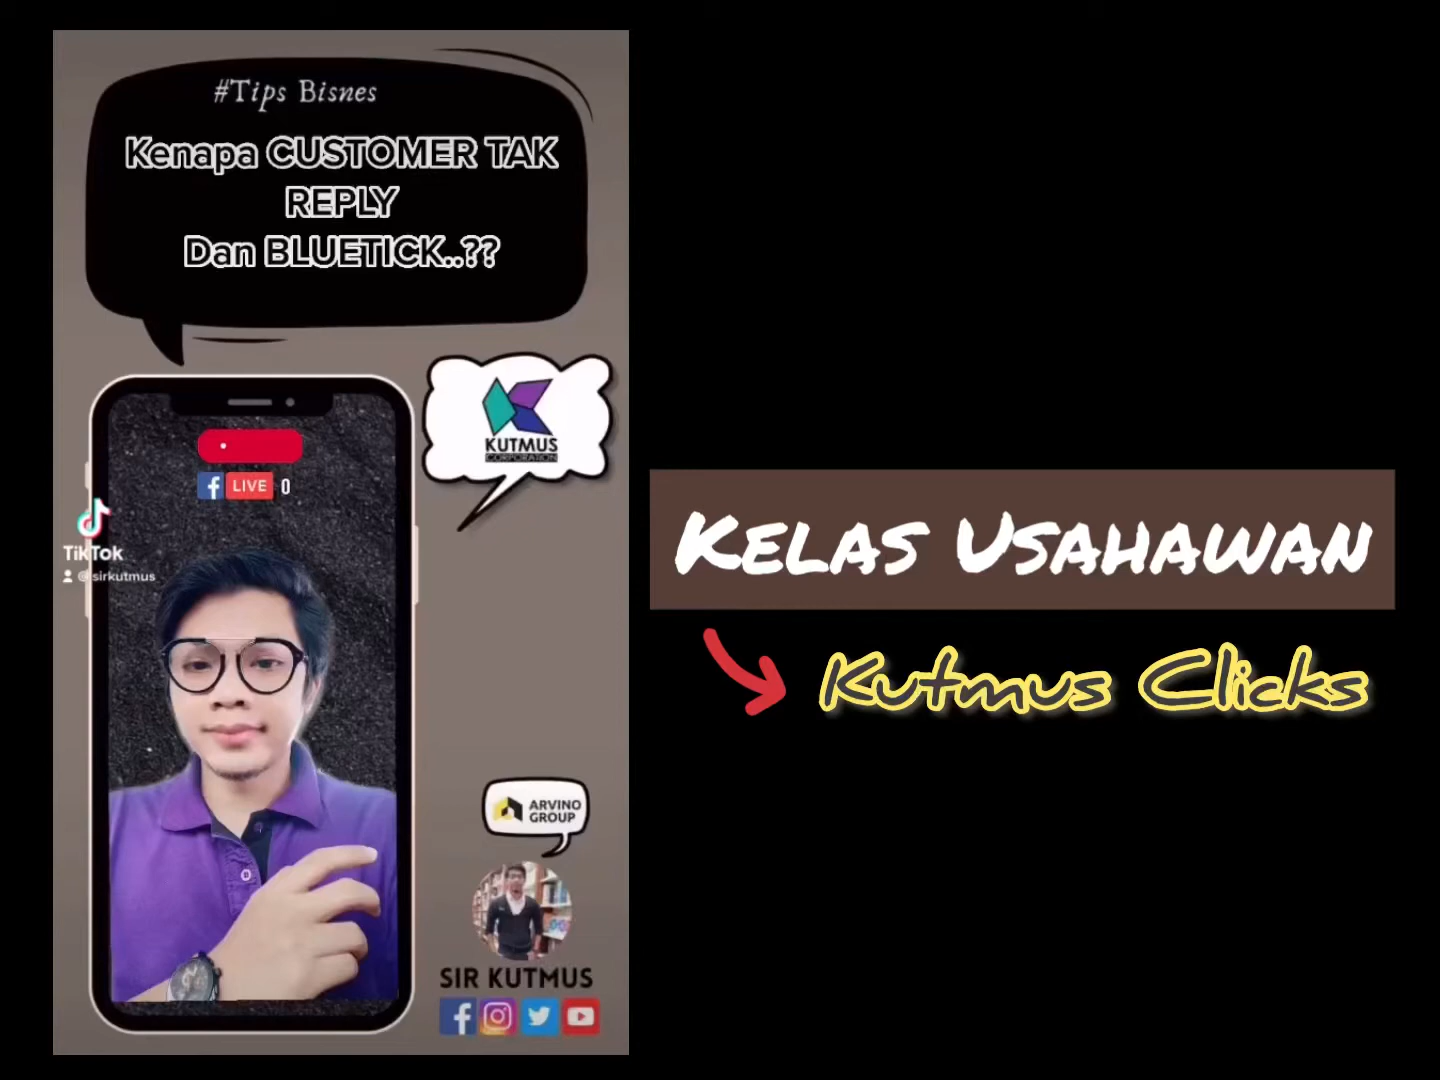 #Tips Bisnes
Kenapa CUSTOMER TAK
REPLY
Dan BLUETICK..??
KUTMUS
CORPORATION
LIVE 0
TikTok
@sirkutmus
ARVINO
GROUP
SIR KUTMUS
KELAS USAHAWAN
Kutmus Clicks